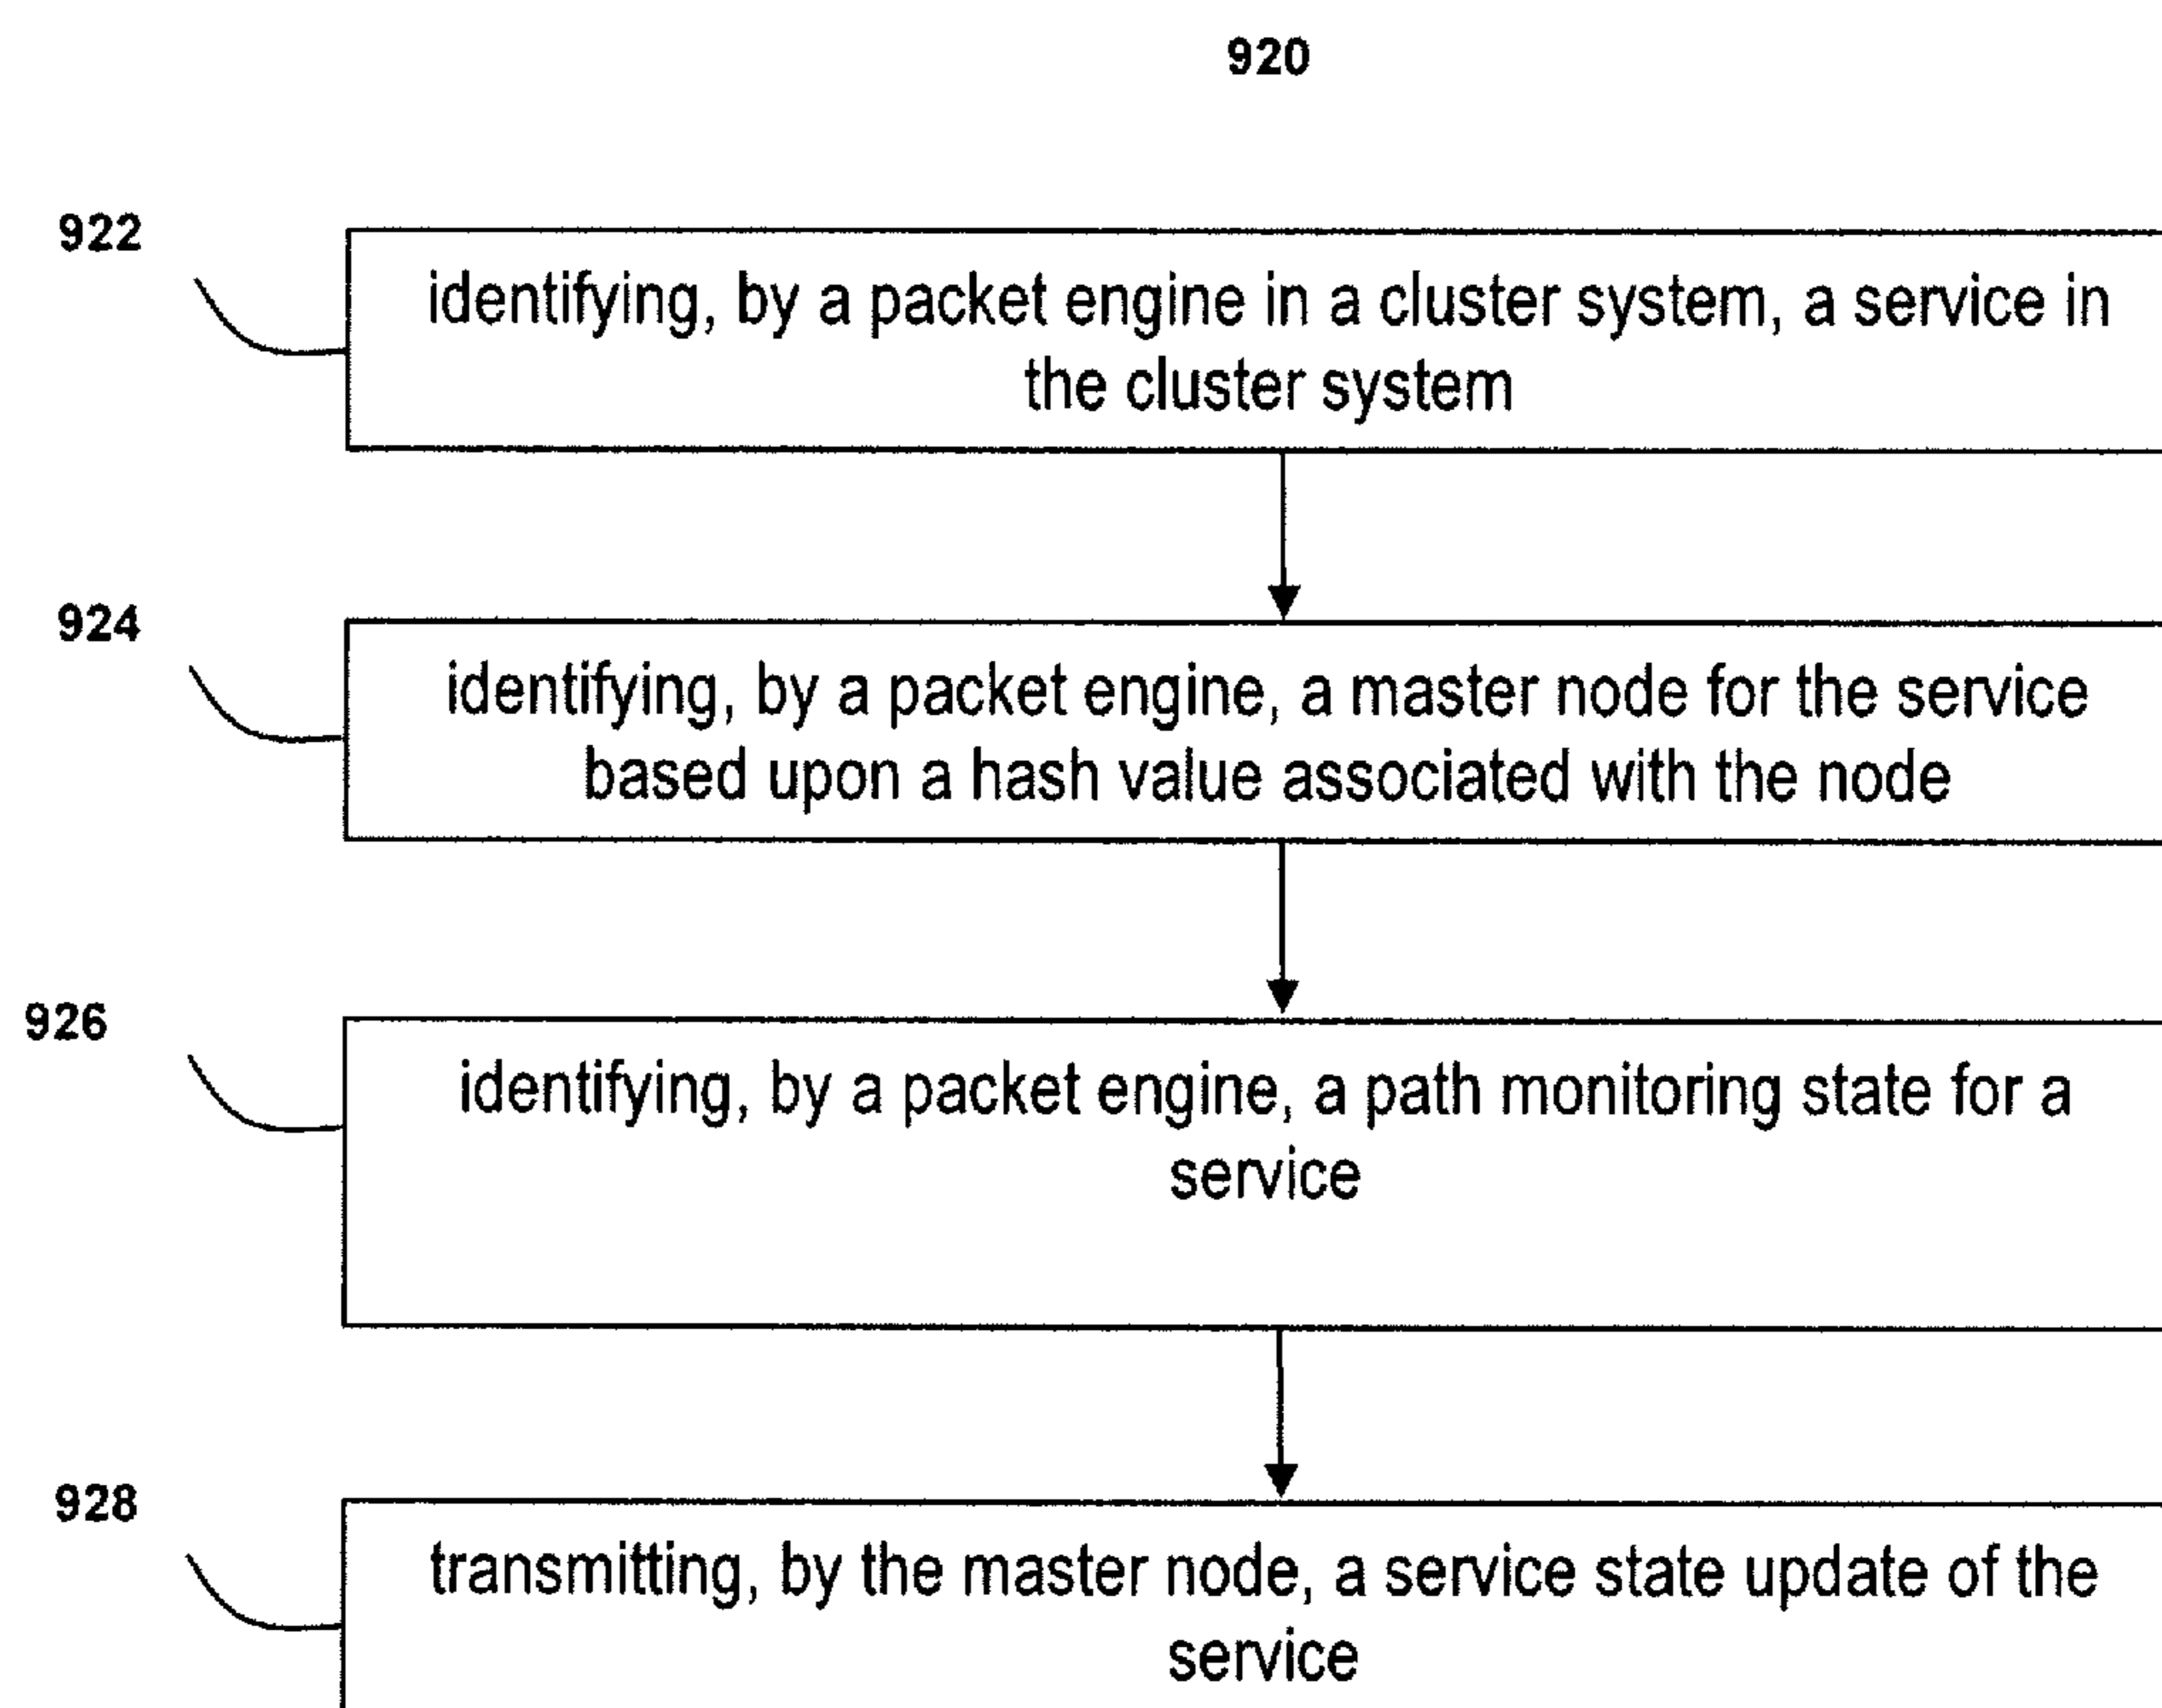 920
922
identifying, by a packet engine in a cluster system, a service in
the cluster system
924
identifying, by a packet engine, a master node for the service
based upon a hash value associated with the node
926
identifying, by a packet engine, a path monitoring state for a
service
928
transmitting, by the master node, a service state update of the
service